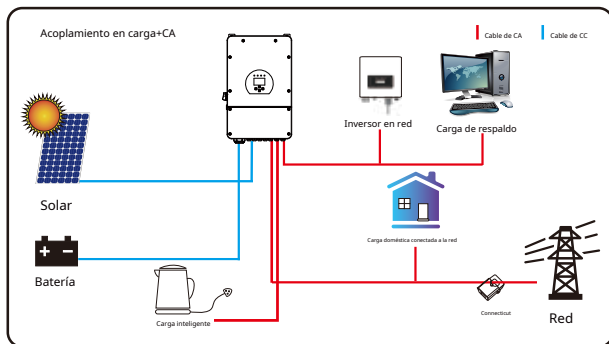 Acoplamiento en carga+CA
Cable de CA
Cable de CC
Inversor en red
Carga de respaldo
Solar
Carga doméstica conectada a la red
Batería
Carga inteligente
Connecticut
Red